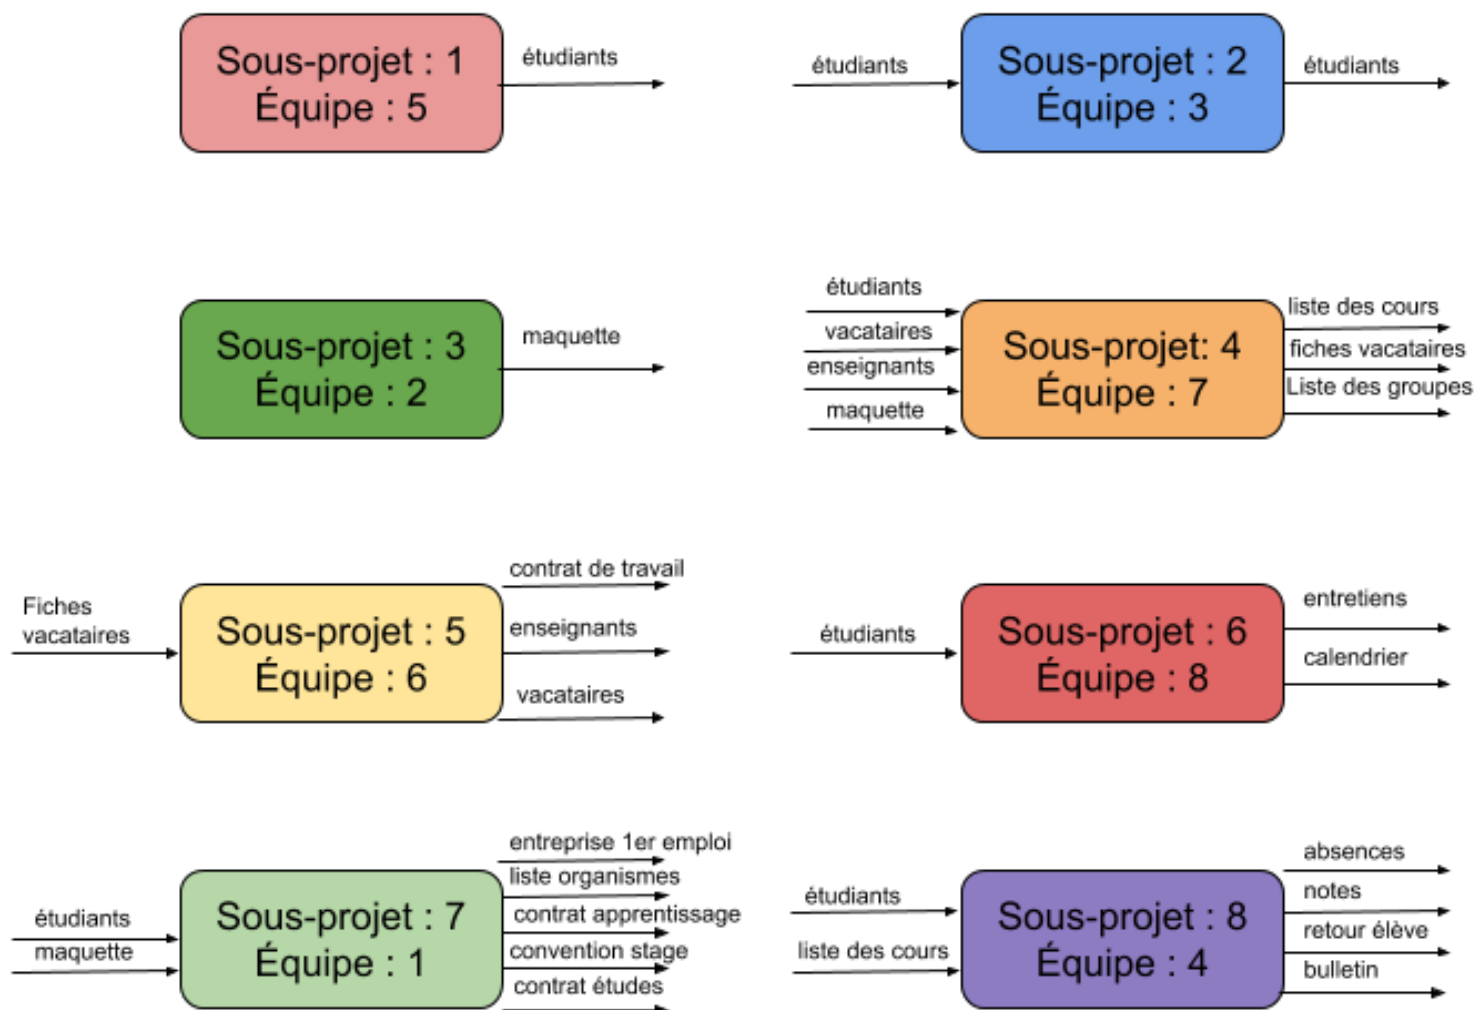 Sous-projet : 1
Équipe : 5
étudiants
étudiants
Sous-projet : 2
Équipe : 3
étudiants
Sous-projet : 3
Équipe : 2
maquette
étudiants
vacataires
enseignants
maquette
Sous-projet: 4
Équipe : 7
liste des cours
fiches vacataires
Liste des groupes
Fiches
vacataires
Sous-projet : 5
Équipe : 6
contrat de travail
enseignants
vacataires
étudiants
Sous-projet : 6
Équipe : 8
entretiens
calendrier
étudiants
maquette
Sous-projet : 7
Équipe : 1
entreprise 1er emploi
liste organismes
contrat apprentissage
convention stage
contrat études
étudiants
liste des cours
Sous-projet : 8
Équipe : 4
absences
notes
retour élève
bulletin